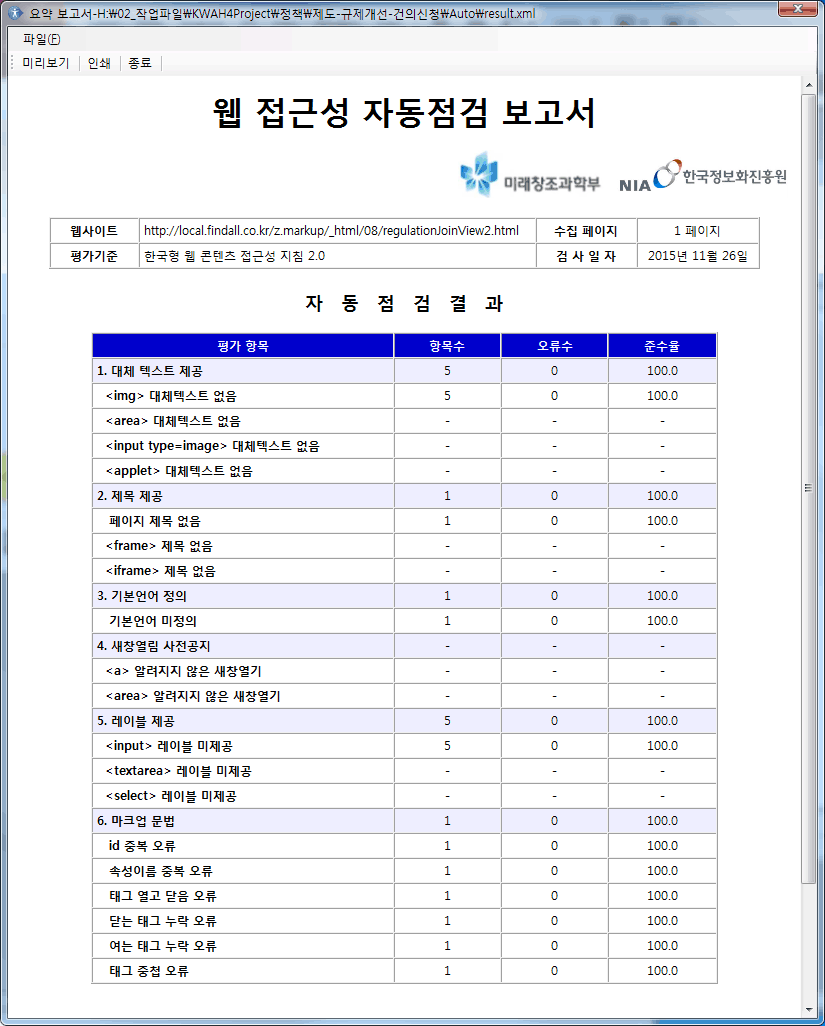 요약 보고서-H:\02_작업파일\KWAH4Project\정책\제도-규제개선-건의신청\Auto\result.xml
파일(F)
미리보기 인쇄 종료
웹 접근성 자동점검 보고서
미래창조과학부 NIA 한국정보화진흥원
웹사이트 http://local.findall.co.kr/z.markup/_html/08/regulationJoinView2.html 수집 페이지 1 페이지
평가기준 한국형 웹 콘텐츠 접근성 지침 2.0 검 사 일 자 2015년 11월 26일
자 동 점 검 결 과
평가 항목 항목수 오류수 준수율
1. 대체 텍스트 제공 5 0 100.0
<img> 대체텍스트 없음 5 0 100.0
<area> 대체텍스트 없음 - - -
<input type=image> 대체텍스트 없음 - - -
<applet> 대체텍스트 없음 - - -
2. 제목 제공 1 0 100.0
페이지 제목 없음 1 0 100.0
<frame> 제목 없음 - - -
<iframe> 제목 없음 - - -
3. 기본언어 정의 1 0 100.0
기본언어 미정의 1 0 100.0
4. 새창열림 사전공지 - - -
<a> 알려지지 않은 새창열기 - - -
<area> 알려지지 않은 새창열기 - - -
5. 레이블 제공 5 0 100.0
<input> 레이블 미제공 5 0 100.0
<textarea> 레이블 미제공 - - -
<select> 레이블 미제공 - - -
6. 마크업 문법 1 0 100.0
id 중복 오류 1 0 100.0
속성이름 중복 오류 1 0 100.0
태그 열고 닫음 오류 1 0 100.0
닫는 태그 누락 오류 1 0 100.0
여는 태그 누락 오류 1 0 100.0
태그 중첩 오류 1 0 100.0